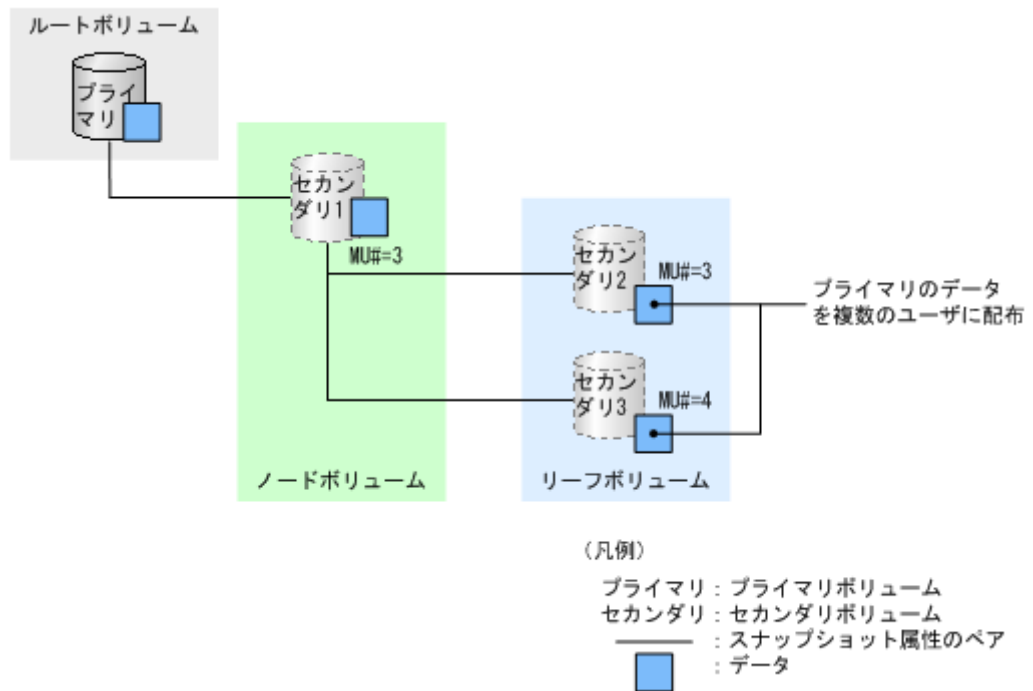 ルートボリューム
プライ
マリ
セカン
ダリ1
MU#=3
セカン
ダリ2
MU#=3
プライマリのデータ
を複数のユーザに配布
セカン
ダリ3
MU#=4
ノードボリューム
リーフボリューム
（凡例）
プライマリ：プライマリボリューム
セカンダリ：セカンダリボリューム
：スナップショット属性のペア
：データ